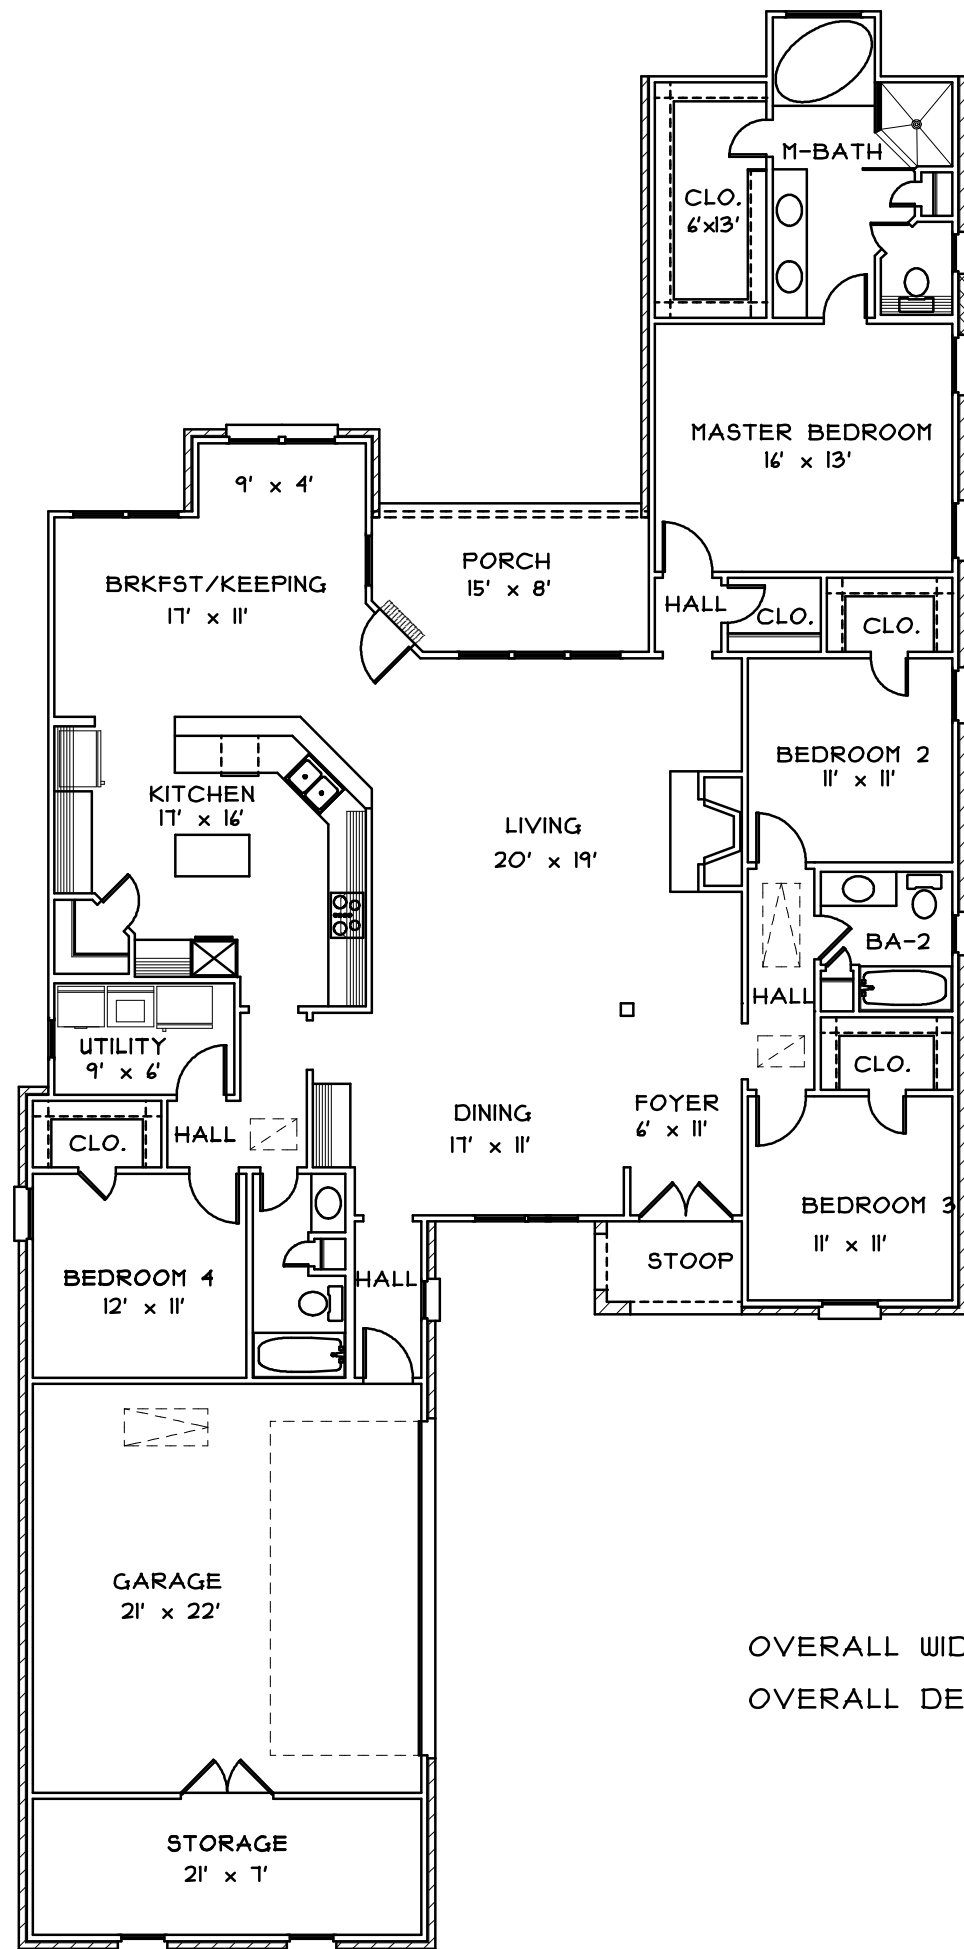 M-BATH
CLO.
6'x13'
MASTER BEDROOM
16' x 13'
9' x 4'
PORCH
15' x 8'
BRKFST/KEEPING
17' x 11'
HALL
CLO.
CLO.
BEDROOM 2
11' x 11'
KITCHEN
17' x 16'
LIVING
20' x 19'
BA-2
HALL
UTILITY
9' x 6'
CLO.
FOYER
6' x 11'
DINING
17' x 11'
CLO.
HALL
BEDROOM 3
11' x 11'
STOOP
BEDROOM 4
12' x 11'
HALL
GARAGE
21' x 22'
OVERALL
OVERALL
STORAGE
21' x 7'